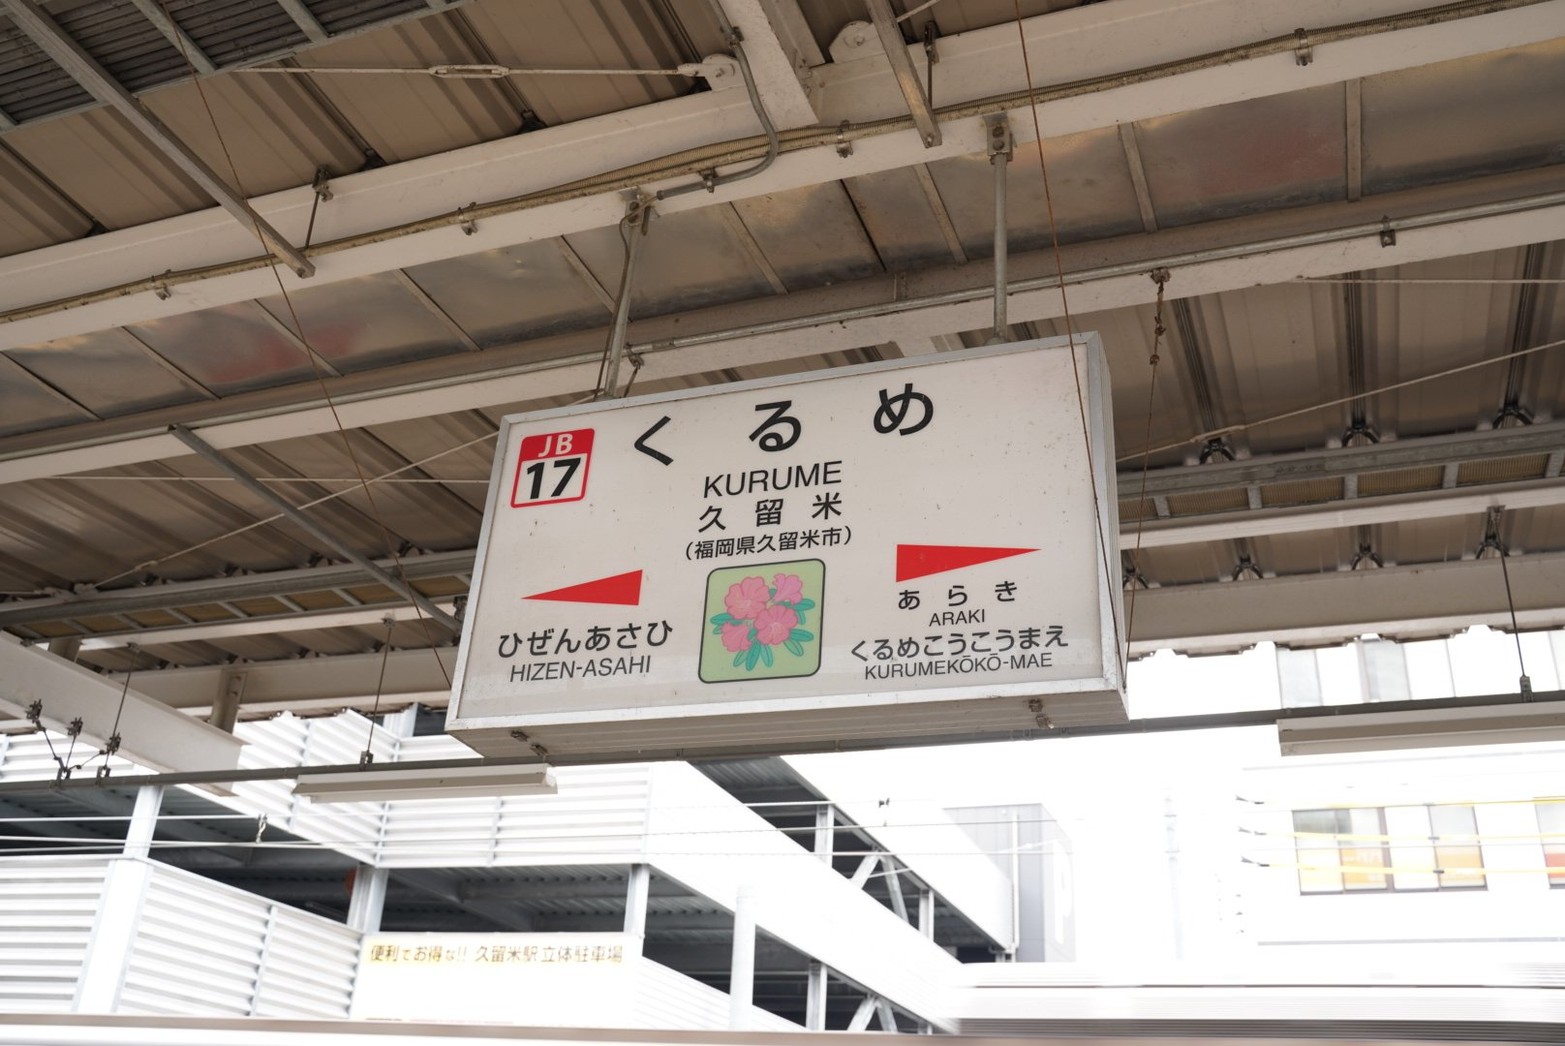 JB
17
くるめ
KURUME
久留米
(福岡県久留米市)
ひぜんあさひ
HIZEN-ASAHI
あらき
ARAKI
くるめこうこうまえ
KURUMEKŌKŌ-MAE
便利でお得な!! 久留米駅立体駐車場